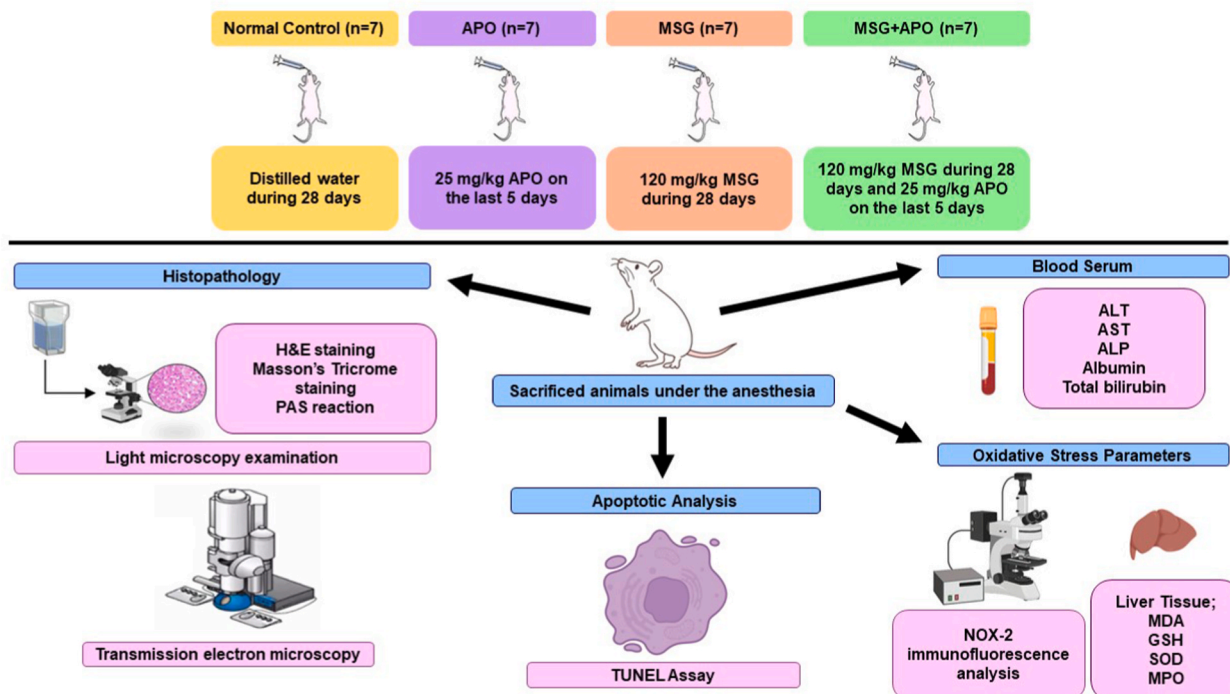 Normal Control (n=7)
APO (n=7)
MSG (n=7)
MSG+APO (n=7)
Distilled water
during 28 days
25 mg/kg APO on
the last 5 days
120 mg/kg MSG
during 28 days
120 mg/kg MSG during 28
days and 25 mg/kg APO
on the last 5 days
Histopathology
H&E staining
Masson's Tricrome
staining
PAS reaction
Light microscopy examination
Transmission electron microscopy
Sacrificed animals under the anesthesia
Apoptotic Analysis
TUNEL Assay
Blood Serum
ALT
AST
ALP
Albumin
Total bilirubin
Oxidative Stress Parameters
NOX-2
immunofluorescence
analysis
Liver Tissue;
MDA
GSH
SOD
MPO